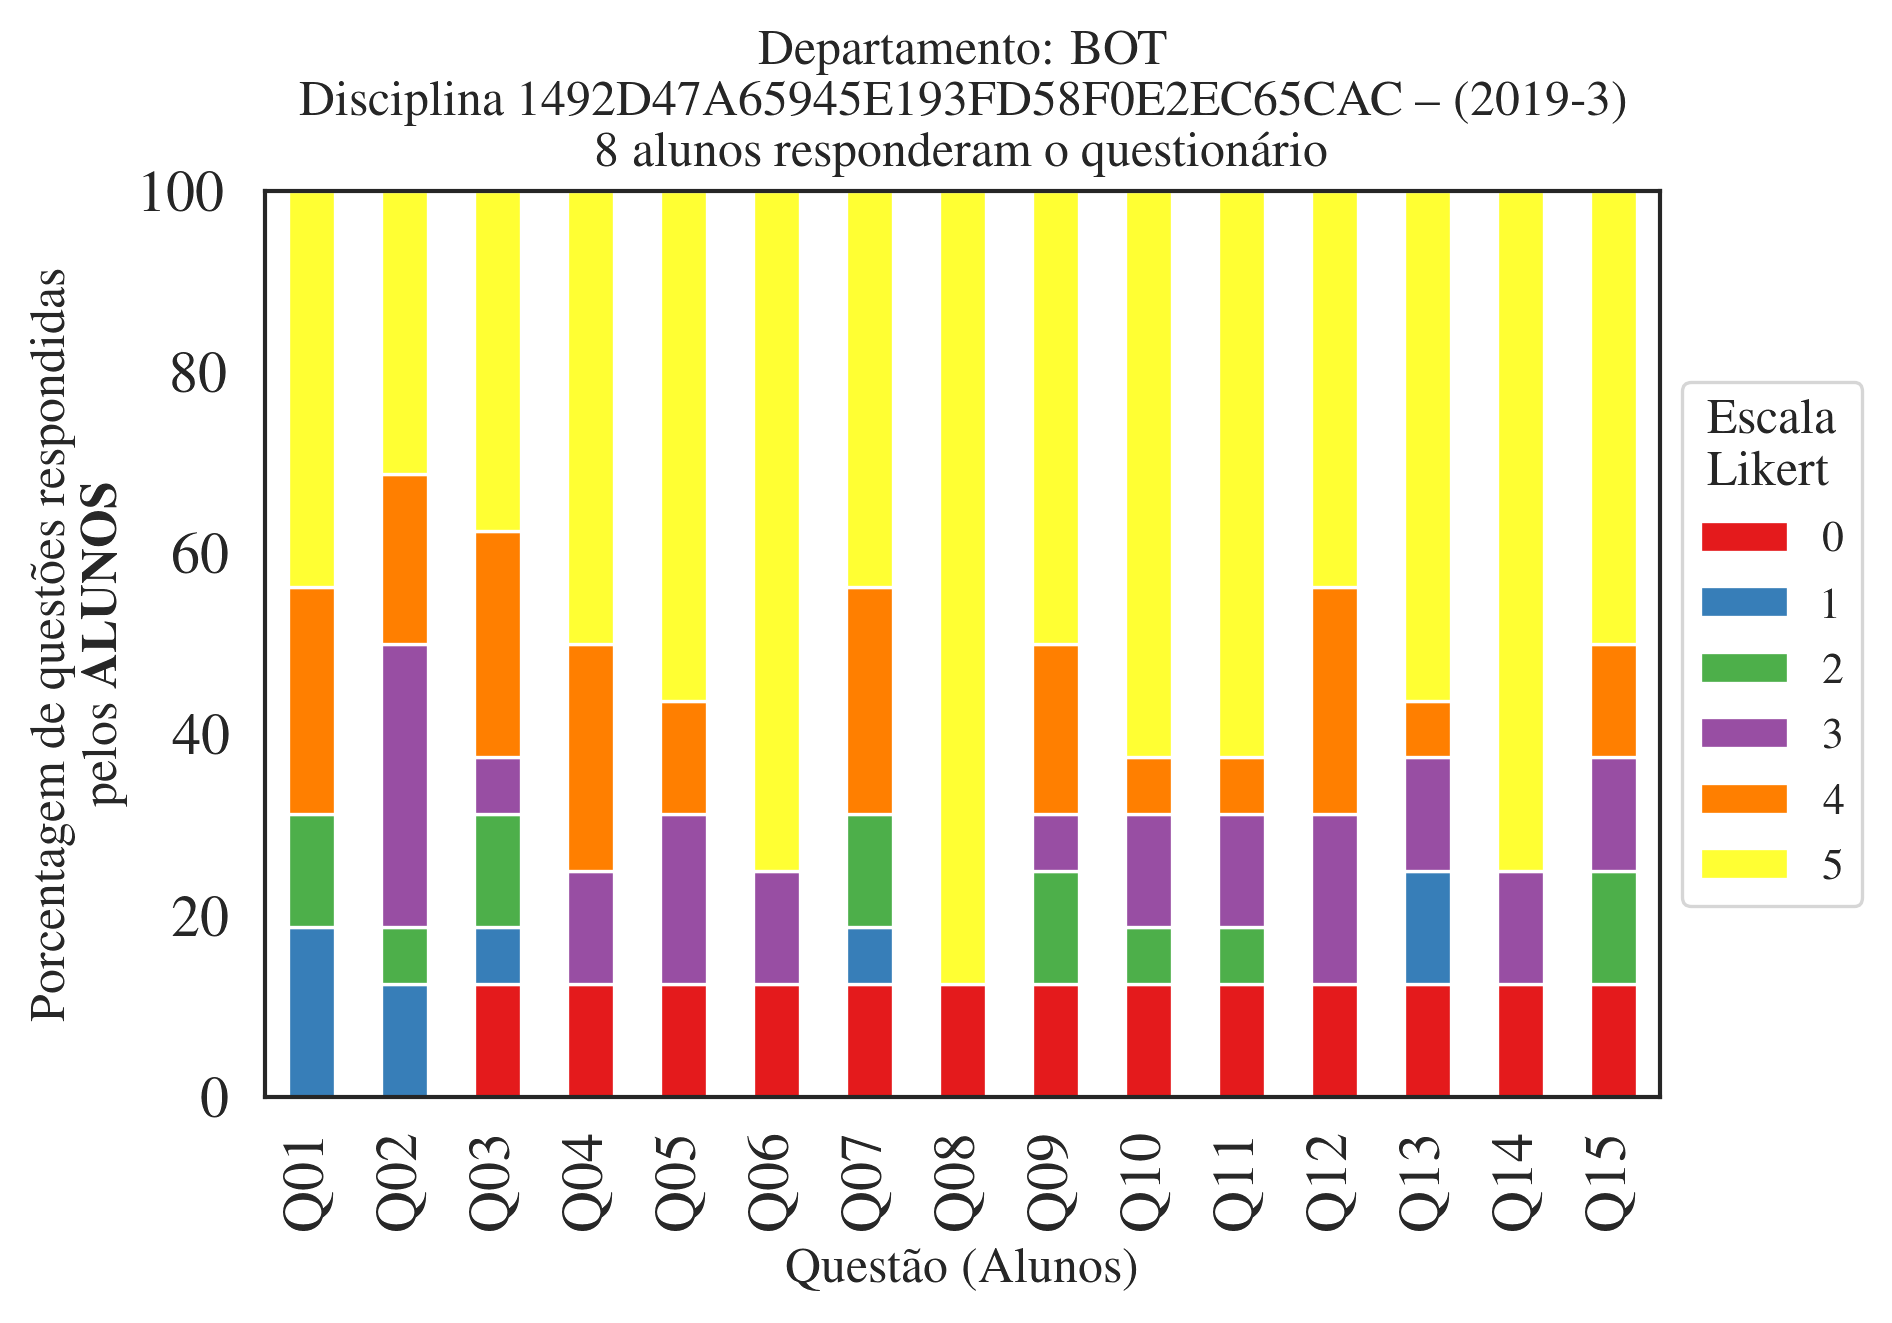 Departamento: BOT
Disciplina 1492D47A65945E193FD58F0E2EC65CAC – (2019-3)
8 alunos responderam o questionário
Porcentagem de questões respondidas
pelos ALUNOS
100
80
60
40
20
0
Q01
Q02
Q03
Q04
Q05
Q06
Q07
Q08
Q09
Q10
Q11
Q12
Q13
Q14
Q15
Questão (Alunos)
Escala
Likert
0
1
2
3
4
5